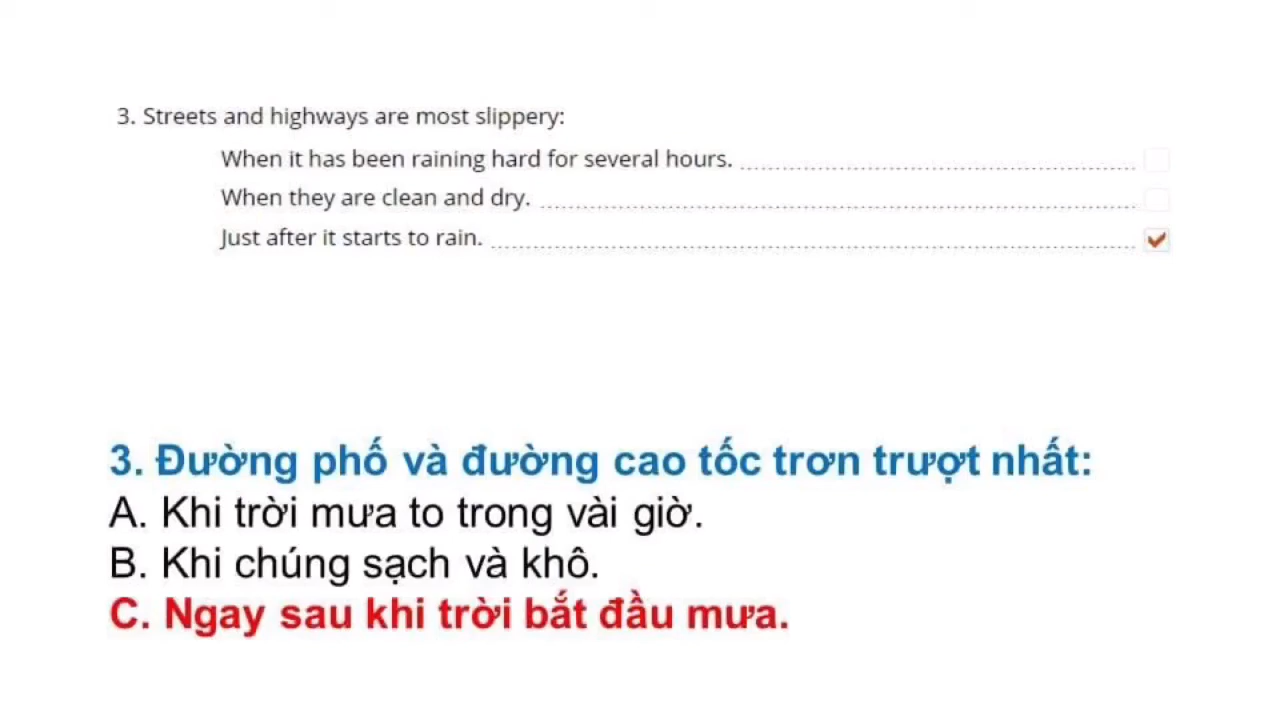 3. Streets and highways are most slippery:
When it has been raining hard for several hours.
When they are clean and dry.
Just after it starts to rain.
3. Đường phố và đường cao tốc trơn trượt nhất:
A. Khi trời mưa to trong vài giờ.
B. Khi chúng sạch và khô.
C. Ngay sau khi trời bắt đầu mưa.